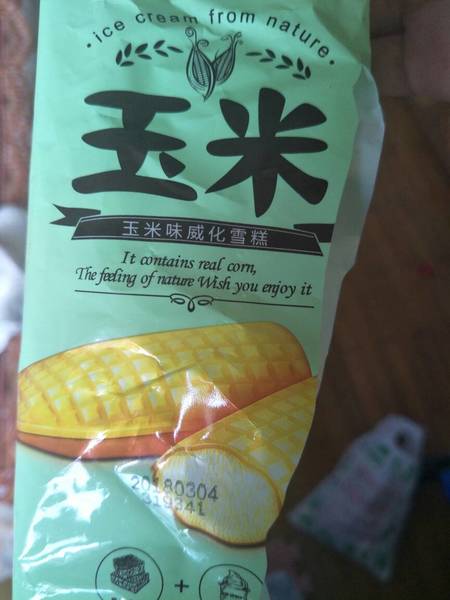 ice cream from nature
玉米
玉米味威化雪糕
It contains real corn,
The feeling of nature Wish you enjoy it
20180304
319341
+